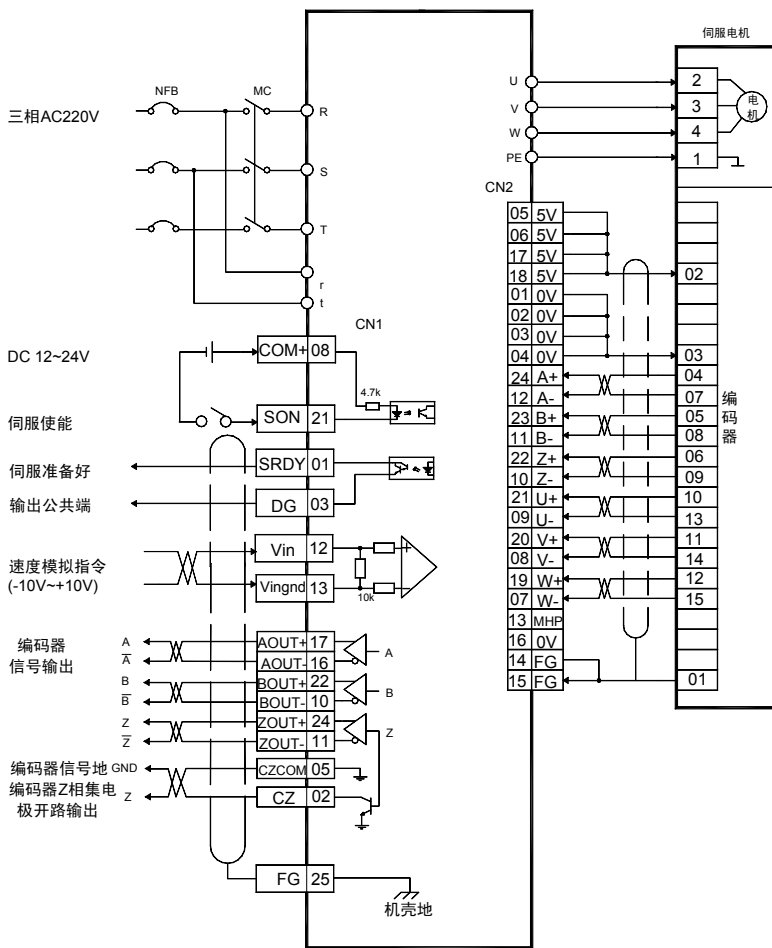 伺服电机
NFB
MC
三相AC220V
R
S
T
r
t
U
V
W
PE
2
3
4
1
电机
CN2
05 5V
06 5V
17 5V
18 5V
01 0V
02 0V
03 0V
04 0V
24 A+
12 A-
23 B+
11 B-
22 Z+
10 Z-
21 U+
09 U-
20 V+
08 V-
19 W+
07 W-
13 MHP
16 0V
14 FG
15 FG
02
03
04
07
05
08
06
09
10
13
11
14
12
15
01
编码器
CN1
DC 12~24V
COM+ 08
4.7k
伺服使能
SON 21
伺服准备好
SRDY 01
输出公共端
DG 03
速度模拟指令
(-10V~+10V)
Vin 12
Vingnd 13
10k
编码器
信号输出
A
A̅
B
B̅
Z
Z̅
AOUT+ 17
AOUT- 16
BOUT+ 22
BOUT- 10
ZOUT+ 24
ZOUT- 11
A
B
Z
编码器信号地 GND
CZCOM 05
编码器Z相集电
极开路输出
Z
CZ 02
FG 25
机壳地